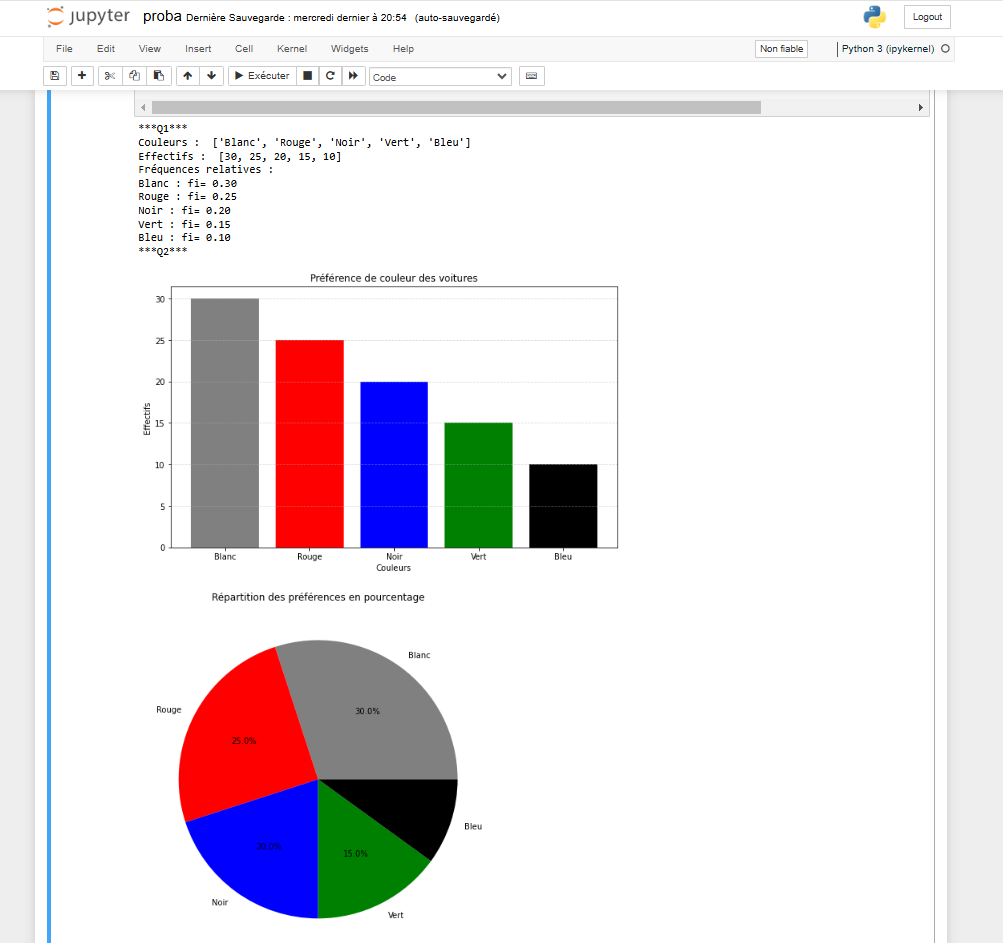 jupyter proba Dernière Sauvegarde : mercredi dernier à 20:54 (auto-sauvegardé) Logout
File Edit View Insert Cell Kernel Widgets Help Non fiable Python 3 (ipykernel)
Exécuter Code
***Q1***
Couleurs :  ['Blanc', 'Rouge', 'Noir', 'Vert', 'Bleu']
Effectifs :  [30, 25, 20, 15, 10]
Fréquences relatives :
Blanc : fi= 0.30
Rouge : fi= 0.25
Noir : fi= 0.20
Vert : fi= 0.15
Bleu : fi= 0.10
***Q2***
Préférence de couleur des voitures
30
25
20
15
10
5
0
Effectifs
Blanc Rouge Noir Vert Bleu
Couleurs
Répartition des préférences en pourcentage
Blanc
30.0%
Rouge
25.0%
Noir
20.0%
Vert
15.0%
Bleu